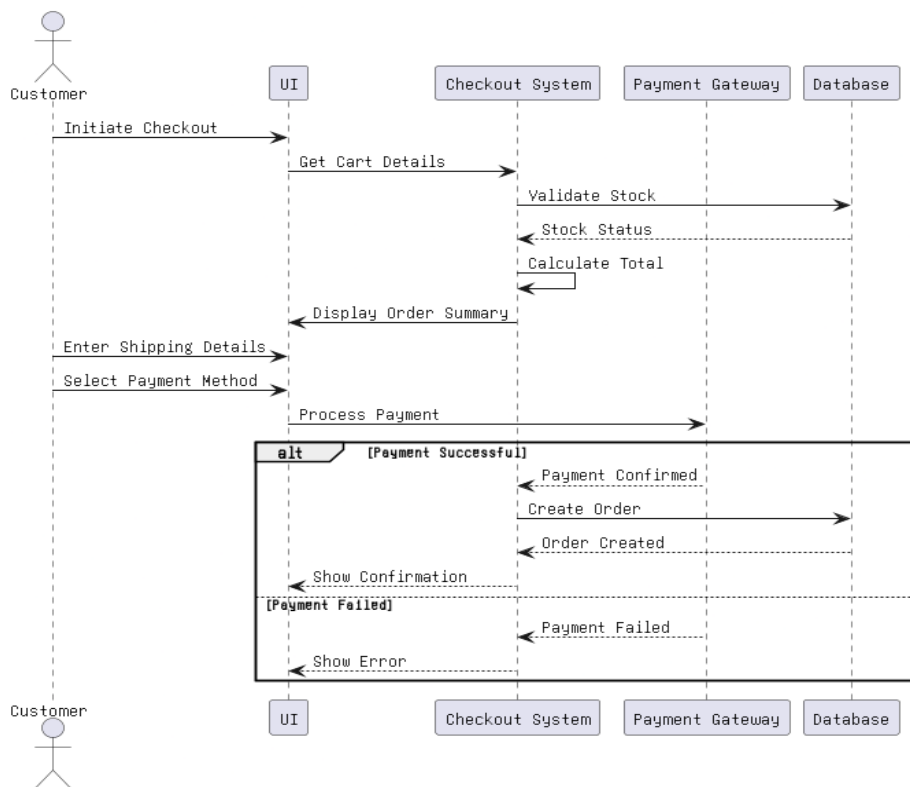 Customer
UI
Checkout System
Payment Gateway
Database
Initiate Checkout
Get Cart Details
Validate Stock
Stock Status
Calculate Total
Display Order Summary
Enter Shipping Details
Select Payment Method
Process Payment
alt
[Payment Successful]
Payment Confirmed
Create Order
Order Created
Show Confirmation
[Payment Failed]
Payment Failed
Show Error
Customer
UI
Checkout System
Payment Gateway
Database